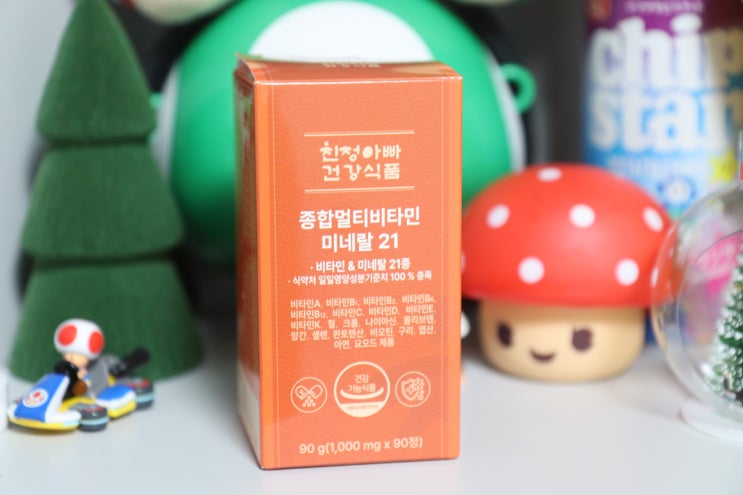 친정아빠
건강식품
종합멀티비타민
미네랄 21
· 비타민 & 미네랄 21종
· 식약처 일일영양성분기준치 100 % 충족
비타민A, 비타민B₁, 비타민B₂, 비타민B₆,
비타민B₁₂, 비타민C, 비타민D, 비타민E,
비타민K, 철, 크롬, 나이아신, 몰리브덴,
망간, 셀렌, 판토텐산, 비오틴, 구리, 엽산,
아연, 요오드 제품
건강
기능식품
90 g(1,000 mg x 90정)
chip
star